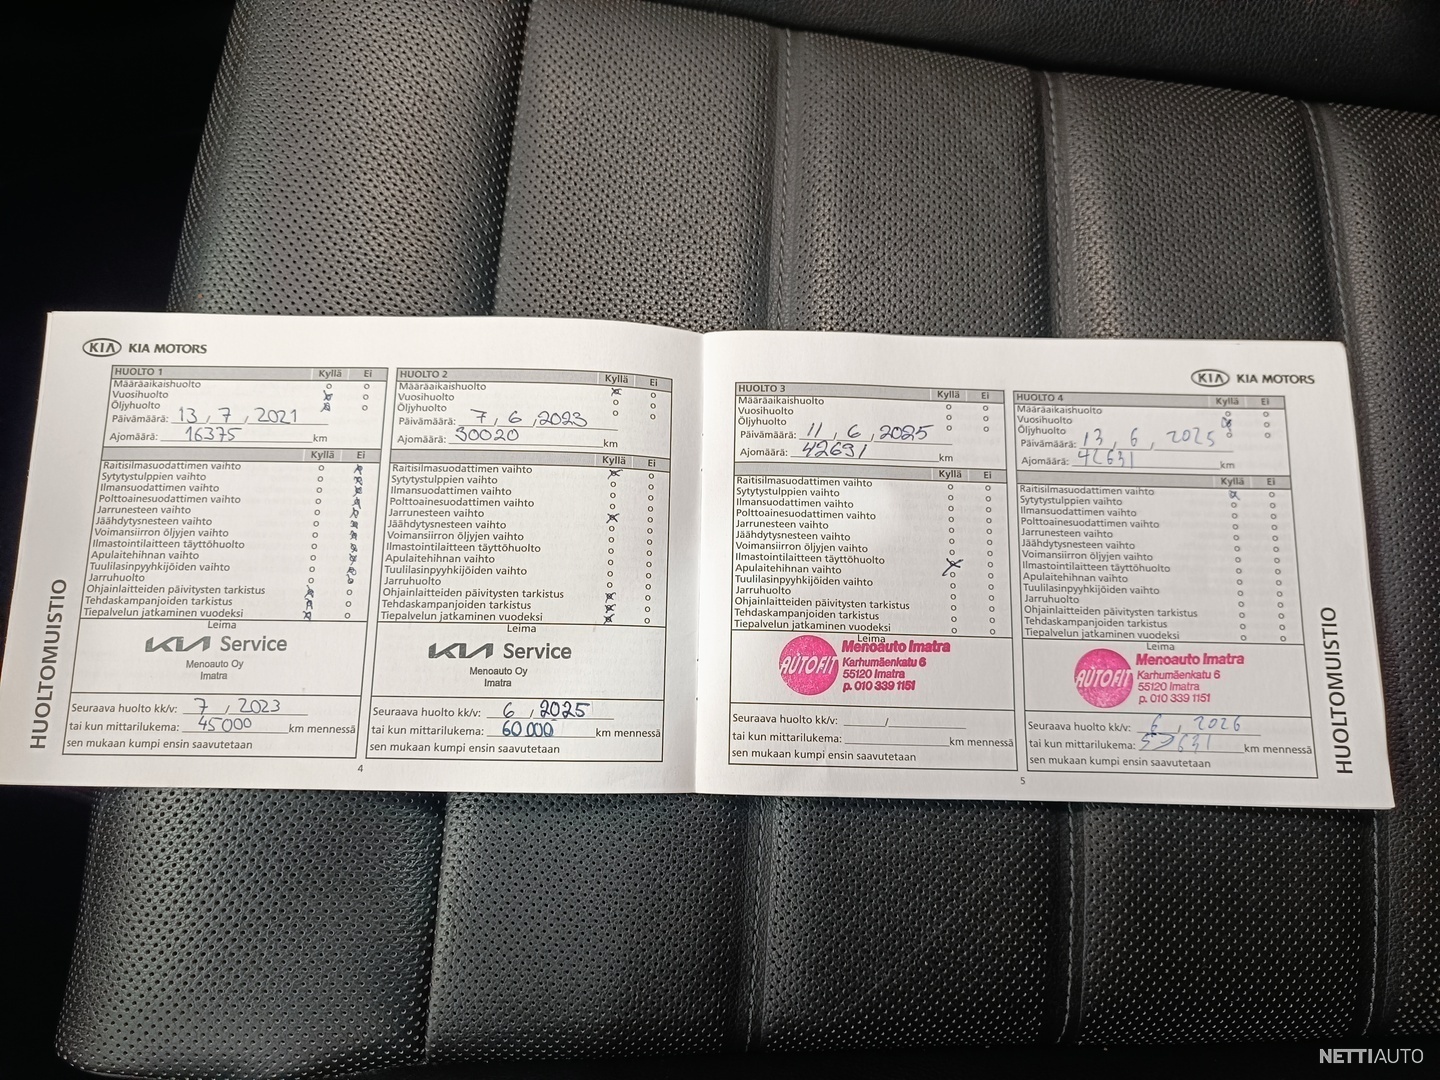 KIA KIA MOTORS
HUOLTO 1 Kyllä Ei
Määräaikaishuolto
Vuosihuolto
Öljyhuolto
Päivämäärä: 13 , 7 , 2021
Ajomäärä: 16375 km
Kyllä Ei
Raitisilmasuodattimen vaihto
Sytytystulppien vaihto
Ilmansuodattimen vaihto
Polttoainesuodattimen vaihto
Jarrunesteen vaihto
Jäähdytysnesteen vaihto
Voimansiirron öljyjen vaihto
Ilmastointilaitteen täyttöhuolto
Apulaitehihnan vaihto
Tuulilasinpyyhkijöiden vaihto
Jarruhuolto
Ohjainlaitteiden päivitysten tarkistus
Tehdaskampanjoiden tarkistus
Tiepalvelun jatkaminen vuodeksi
Leima
KIA Service
Menoauto Oy
Imatra
Seuraava huolto kk/v: 7 , 2023
tai kun mittarilukema: 45000 km mennessä
sen mukaan kumpi ensin saavutetaan
HUOLTO 2 Kyllä Ei
Määräaikaishuolto
Vuosihuolto
Öljyhuolto
Päivämäärä: 7 , 6 , 2023
Ajomäärä: 30020 km
Kyllä Ei
Raitisilmasuodattimen vaihto
Sytytystulppien vaihto
Ilmansuodattimen vaihto
Polttoainesuodattimen vaihto
Jarrunesteen vaihto
Jäähdytysnesteen vaihto
Voimansiirron öljyjen vaihto
Ilmastointilaitteen täyttöhuolto
Apulaitehihnan vaihto
Tuulilasinpyyhkijöiden vaihto
Jarruhuolto
Ohjainlaitteiden päivitysten tarkistus
Tehdaskampanjoiden tarkistus
Tiepalvelun jatkaminen vuodeksi
Leima
KIA Service
Menoauto Oy
Imatra
Seuraava huolto kk/v: 6 , 2025
tai kun mittarilukema: 60 000 km mennessä
sen mukaan kumpi ensin saavutetaan
HUOLTOMUISTIO
4
KIA KIA MOTORS
HUOLTO 3 Kyllä Ei
Määräaikaishuolto
Vuosihuolto
Öljyhuolto
Päivämäärä: 11 , 6 , 2025
Ajomäärä: 42631 km
Kyllä Ei
Raitisilmasuodattimen vaihto
Sytytystulppien vaihto
Ilmansuodattimen vaihto
Polttoainesuodattimen vaihto
Jarrunesteen vaihto
Jäähdytysnesteen vaihto
Voimansiirron öljyjen vaihto
Ilmastointilaitteen täyttöhuolto
Apulaitehihnan vaihto
Tuulilasinpyyhkijöiden vaihto
Jarruhuolto
Ohjainlaitteiden päivitysten tarkistus
Tehdaskampanjoiden tarkistus
Tiepalvelun jatkaminen vuodeksi
Leima
AUTOFIT
Menoauto Imatra
Karhumäenkatu 6
55120 Imatra
p. 010 339 1151
Seuraava huolto kk/v: /
tai kun mittarilukema: km mennessä
sen mukaan kumpi ensin saavutetaan
HUOLTO 4 Kyllä Ei
Määräaikaishuolto
Vuosihuolto
Öljyhuolto
Päivämäärä: 13 , 6 , 2025
Ajomäärä: 42631 km
Kyllä Ei
Raitisilmasuodattimen vaihto
Sytytystulppien vaihto
Ilmansuodattimen vaihto
Polttoainesuodattimen vaihto
Jarrunesteen vaihto
Jäähdytysnesteen vaihto
Voimansiirron öljyjen vaihto
Ilmastointilaitteen täyttöhuolto
Apulaitehihnan vaihto
Tuulilasinpyyhkijöiden vaihto
Jarruhuolto
Ohjainlaitteiden päivitysten tarkistus
Tehdaskampanjoiden tarkistus
Tiepalvelun jatkaminen vuodeksi
Leima
AUTOFIT
Menoauto Imatra
Karhumäenkatu 6
55120 Imatra
p. 010 339 1151
Seuraava huolto kk/v: 6 , 2026
tai kun mittarilukema: 57631 km mennessä
sen mukaan kumpi ensin saavutetaan
HUOLTOMUISTIO
5
NETTIAUTO